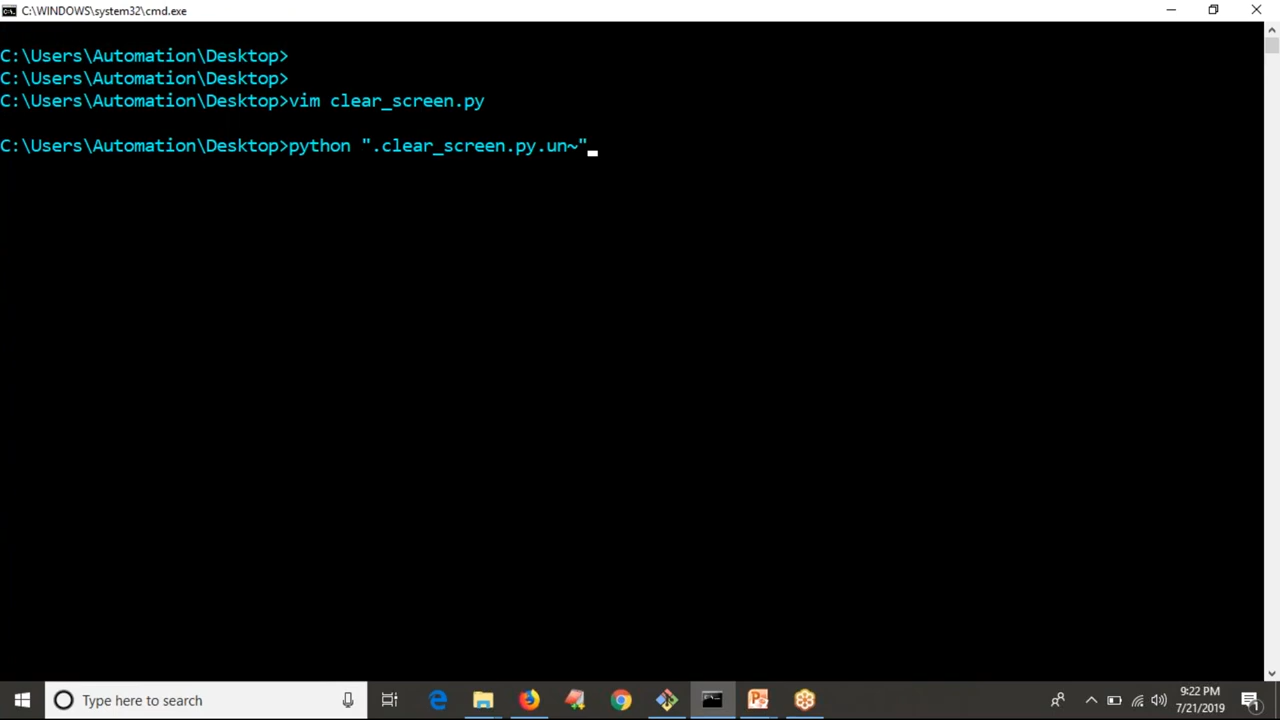 C:\WINDOWS\system32\cmd.exe
C:\Users\Automation\Desktop>
C:\Users\Automation\Desktop>
C:\Users\Automation\Desktop>vim clear_screen.py
C:\Users\Automation\Desktop>python ".clear_screen.py.un~"
Type here to search
9:22 PM
7/21/2019